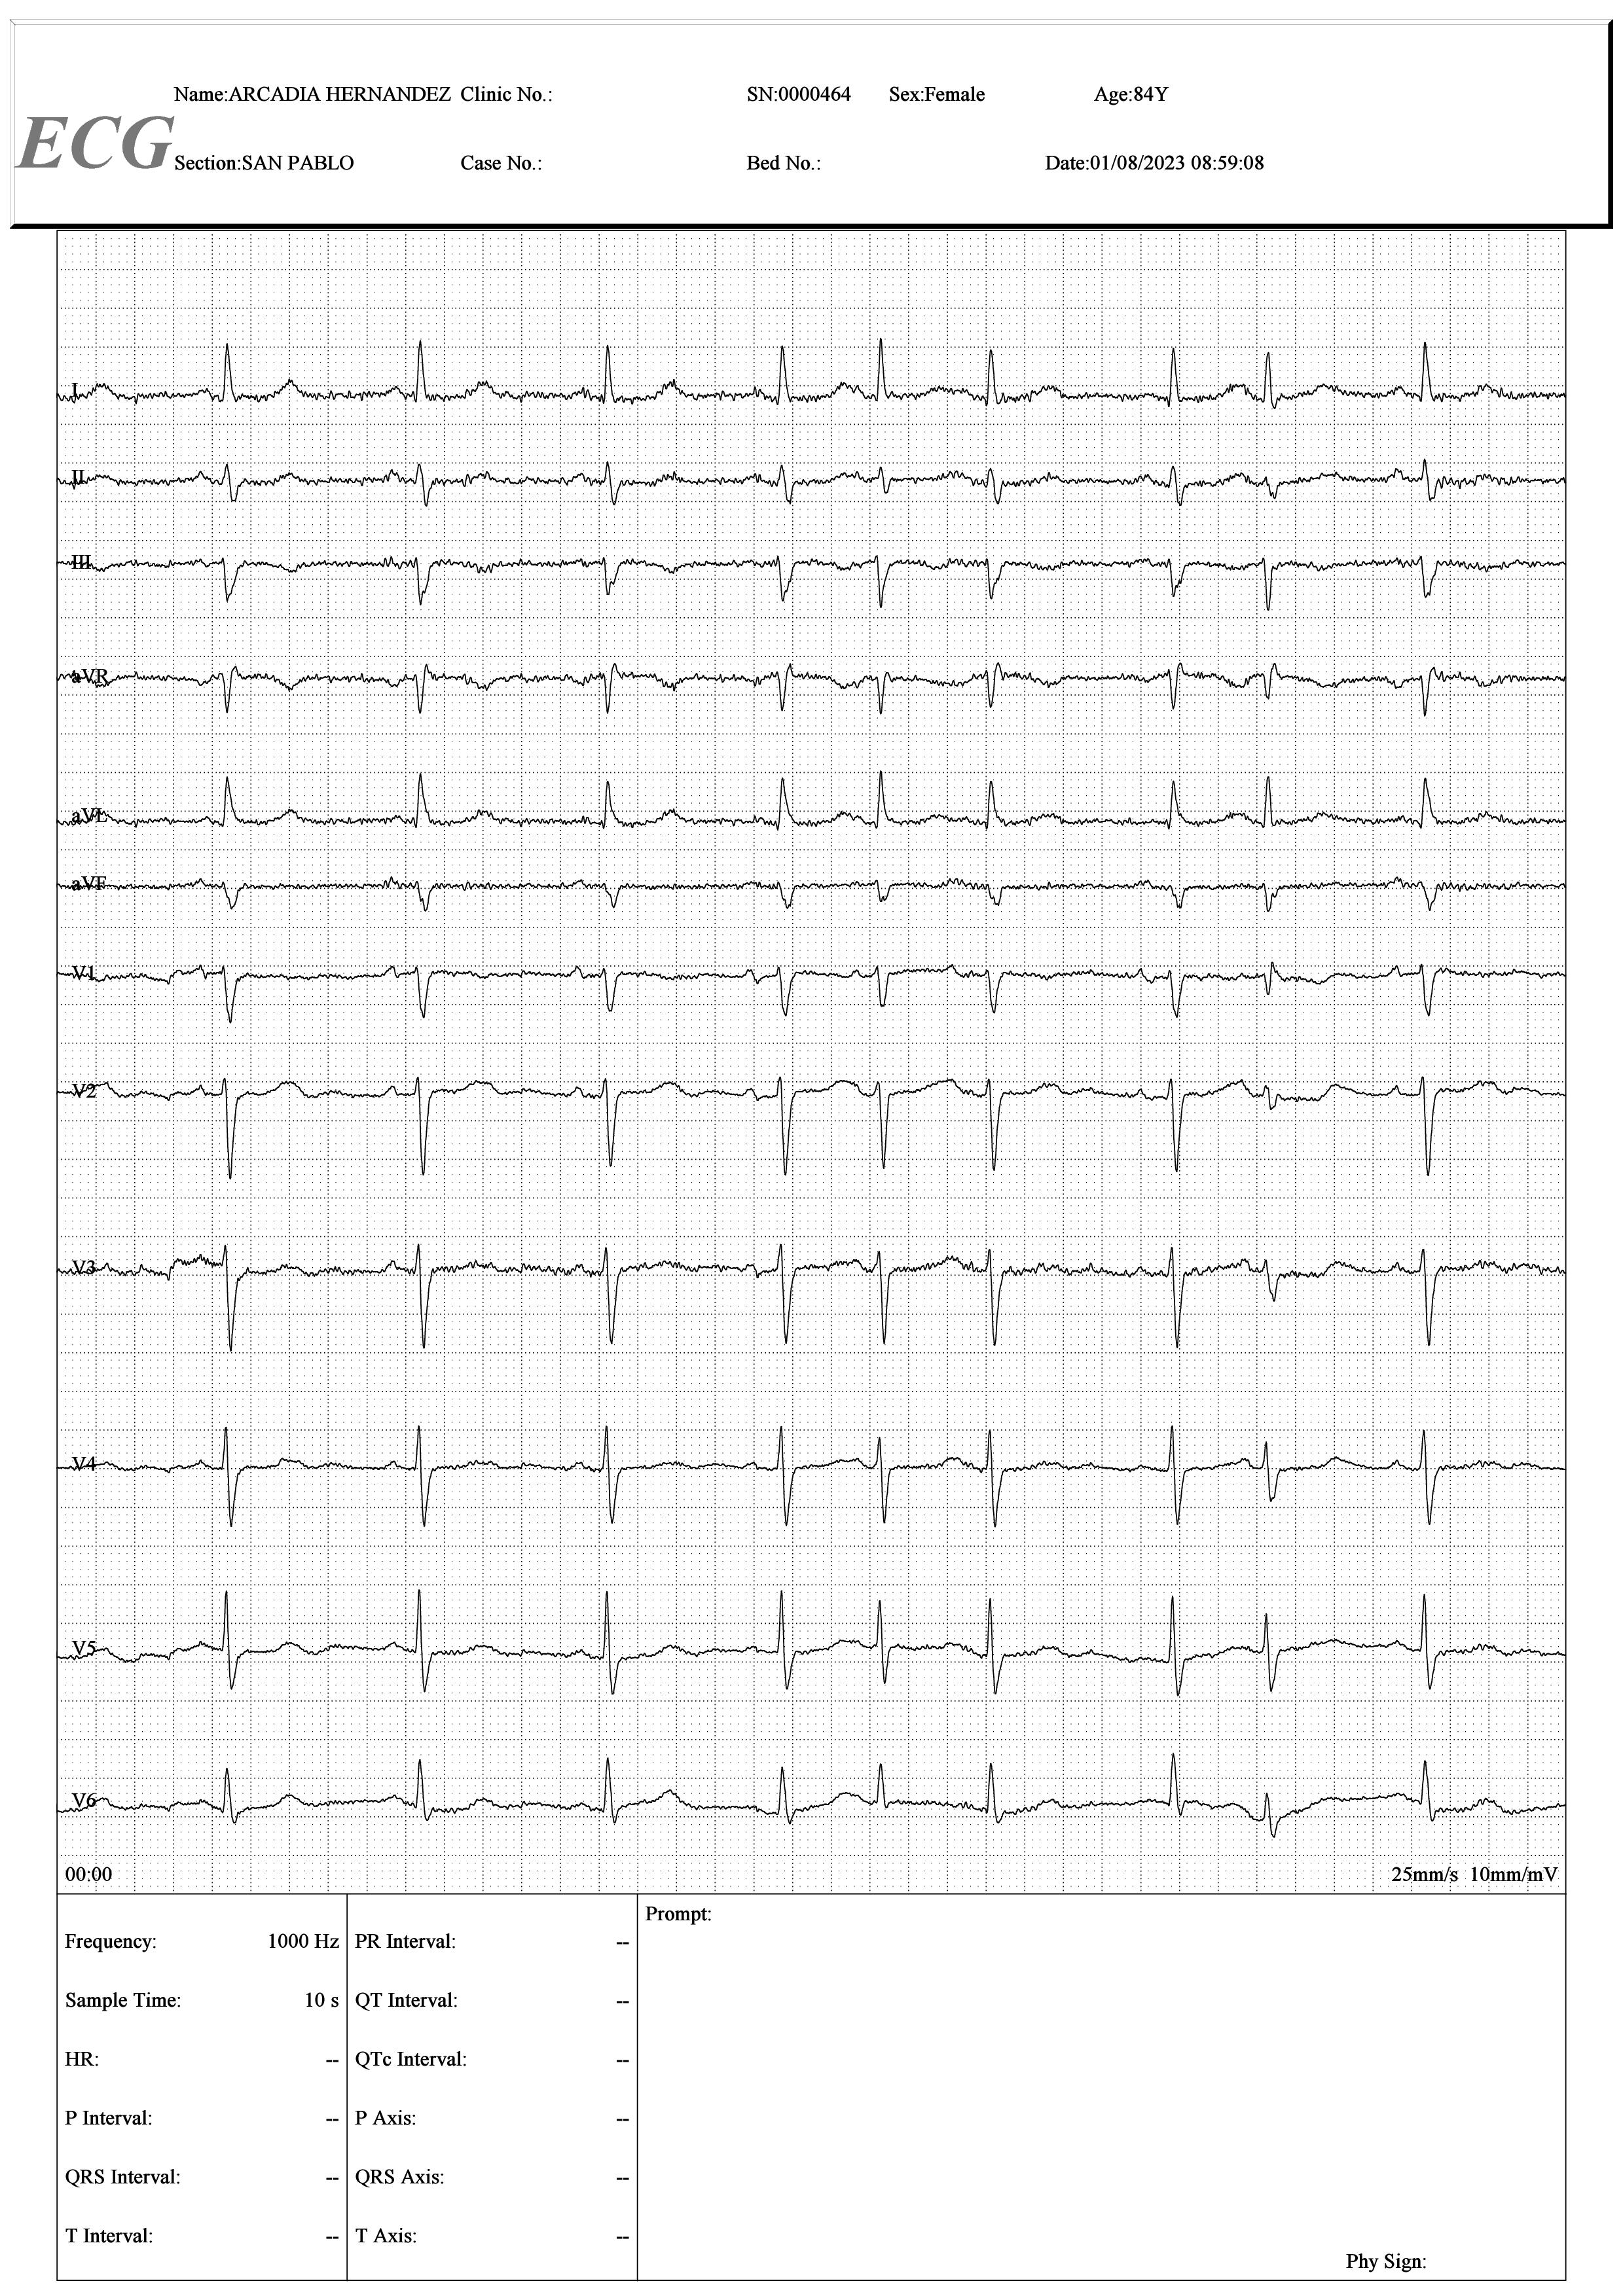 ECG
Name:ARCADIA HERNANDEZ Clinic No.: SN:0000464 Sex:Female Age:84Y
Section:SAN PABLO Case No.: Bed No.: Date:01/08/2023 08:59:08
I
II
III
aVR
aVL
aVF
V1
V2
V3
V4
V5
V6
00:00 25mm/s 10mm/mV
Frequency: 1000 Hz PR Interval: -- Prompt:
Sample Time: 10 s QT Interval: --
HR: -- QTc Interval: --
P Interval: -- P Axis: --
QRS Interval: -- QRS Axis: --
T Interval: -- T Axis: --
Phy Sign: